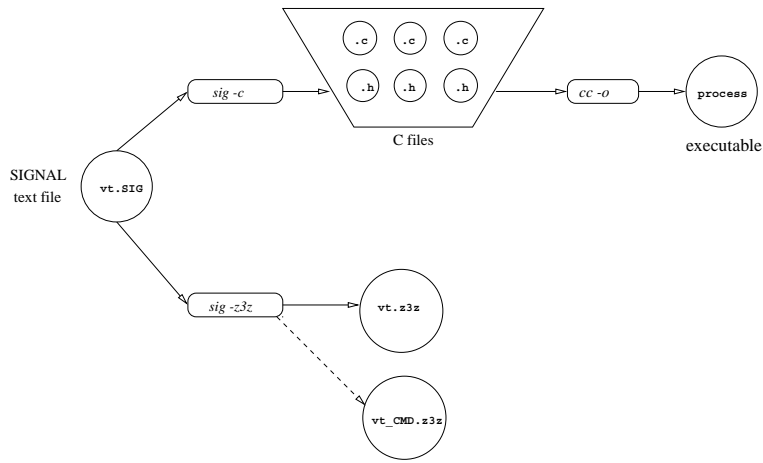 .c .c .c
.h .h .h
sig -c
cc -o
process
C files
executable
SIGNAL
text file
vt.SIG
sig -z3z
vt.z3z
vt_CMD.z3z